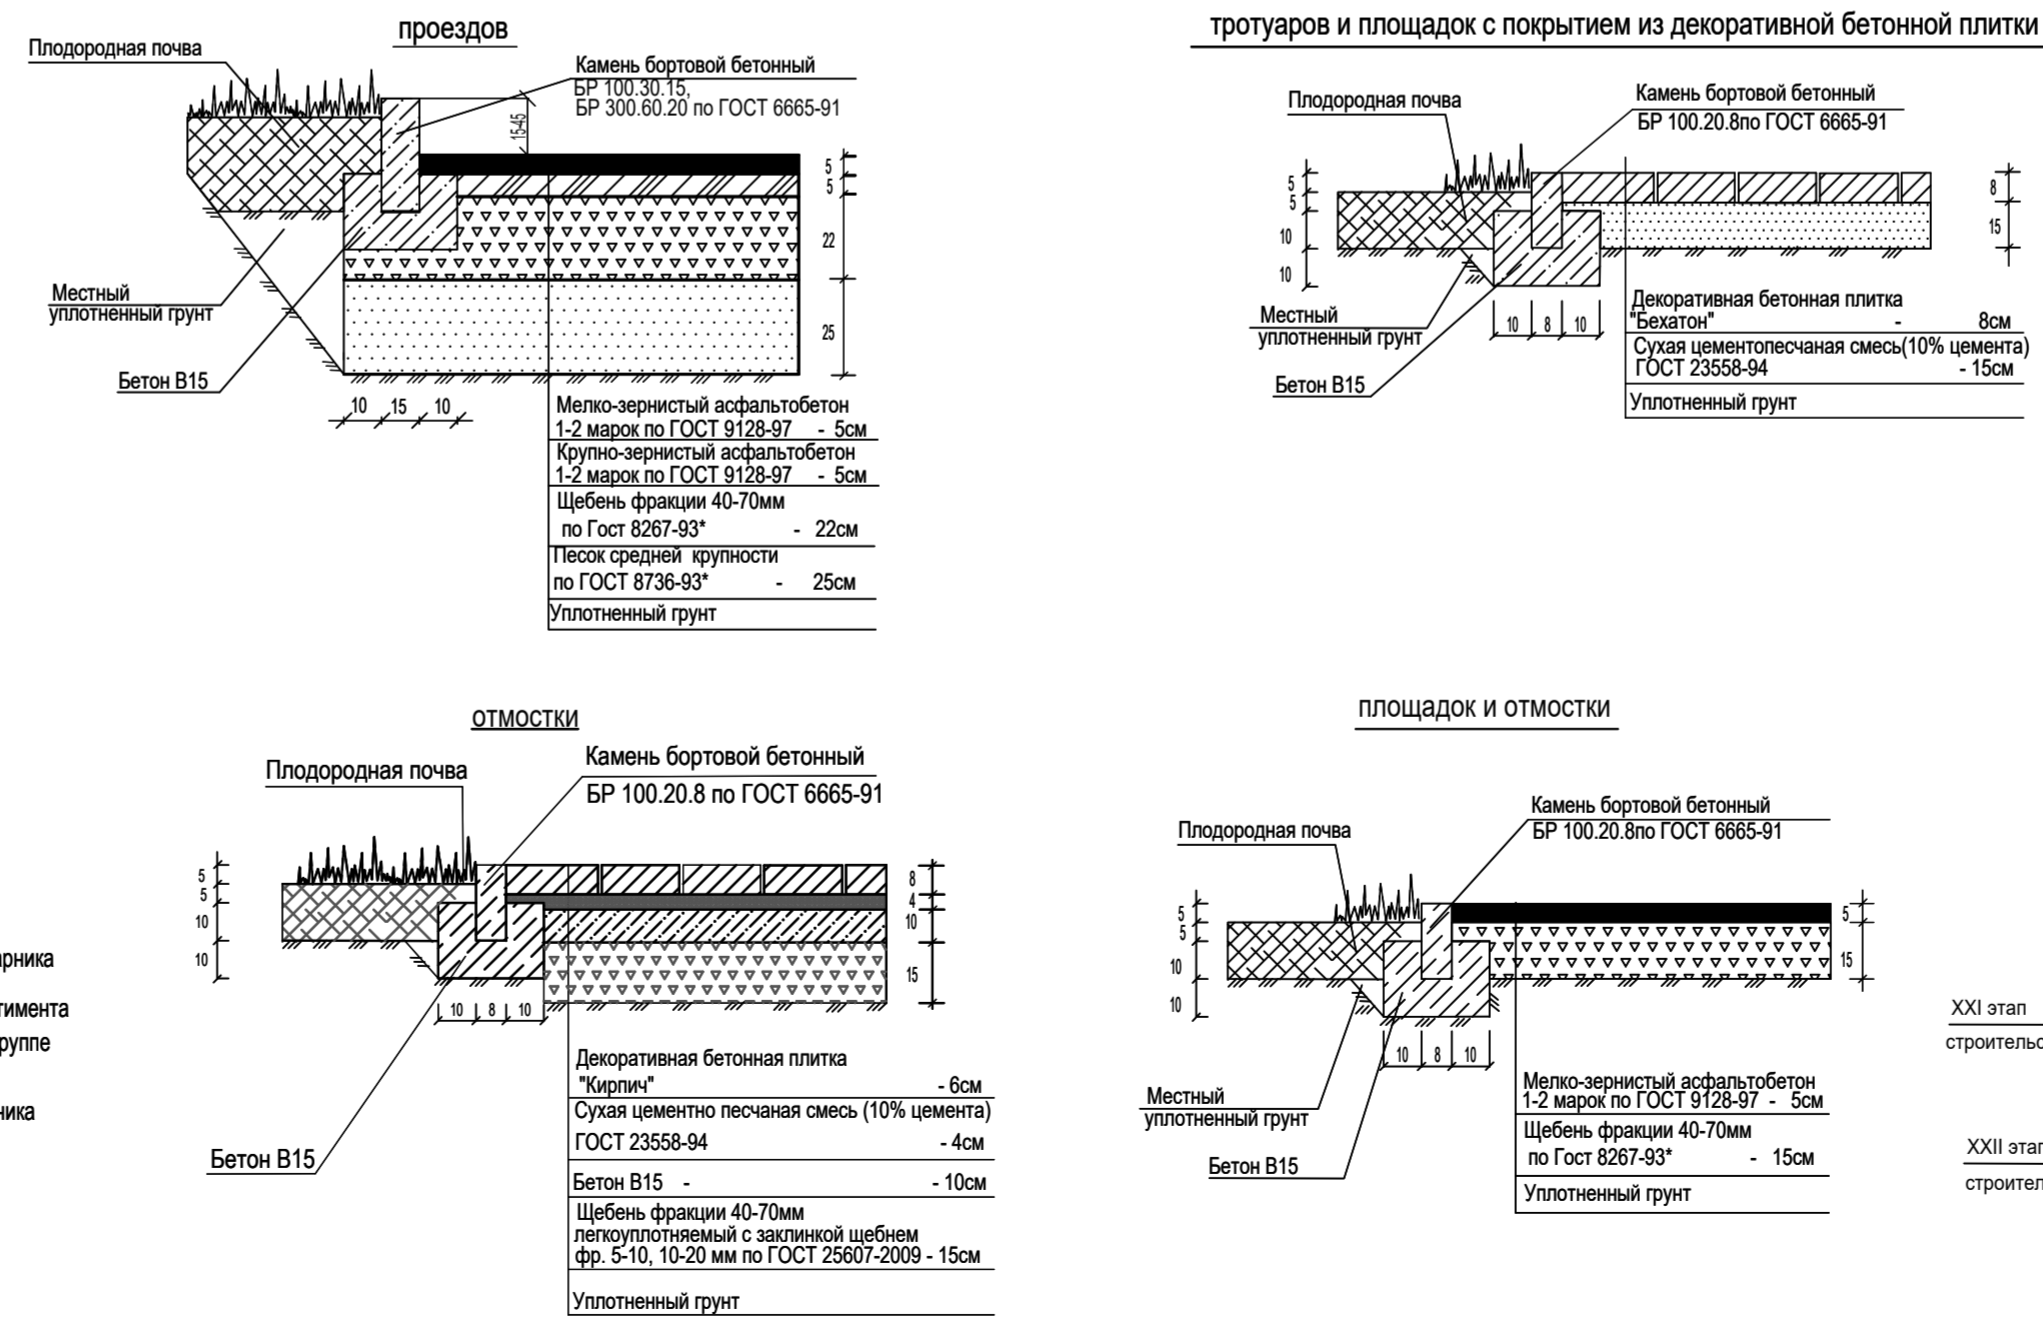 проездов
Плодородная почва
Камень бортовой бетонный
БР 100.30.15,
БР 300.60.20 по ГОСТ 6665-91
15-45
5
5
22
25
Местный
уплотненный грунт
Бетон В15
10 15 10
Мелко-зернистый асфальтобетон
1-2 марок по ГОСТ 9128-97 - 5см
Крупно-зернистый асфальтобетон
1-2 марок по ГОСТ 9128-97 - 5см
Щебень фракции 40-70мм
по Гост 8267-93* - 22см
Песок средней крупности
по ГОСТ 8736-93* - 25см
Уплотненный грунт
тротуаров и площадок с покрытием из декоративной бетонной плитки
Плодородная почва
Камень бортовой бетонный
БР 100.20.8по ГОСТ 6665-91
5
5
10
10
8
15
Местный
уплотненный грунт
Бетон В15
10 8 10
Декоративная бетонная плитка
"Бехатон" - 8см
Сухая цементопесчаная смесь(10% цемента)
ГОСТ 23558-94 - 15см
Уплотненный грунт
отмостки
Плодородная почва
Камень бортовой бетонный
БР 100.20.8 по ГОСТ 6665-91
5
5
10
10
8
4
10
15
10 8 10
Бетон В15
Декоративная бетонная плитка
"Кирпич" - 6см
Сухая цементно песчаная смесь (10% цемента)
ГОСТ 23558-94 - 4см
Бетон В15 - - 10см
Щебень фракции 40-70мм
легкоуплотняемый с заклинкой щебнем
фр. 5-10, 10-20 мм по ГОСТ 25607-2009 - 15см
Уплотненный грунт
арника
тимента
руппе
ника
площадок и отмостки
Плодородная почва
Камень бортовой бетонный
БР 100.20.8по ГОСТ 6665-91
5
5
10
10
5
15
10 8 10
Местный
уплотненный грунт
Бетон В15
Мелко-зернистый асфальтобетон
1-2 марок по ГОСТ 9128-97 - 5см
Щебень фракции 40-70мм
по Гост 8267-93* - 15см
Уплотненный грунт
XXI этап
строительс
XXII этап
строител